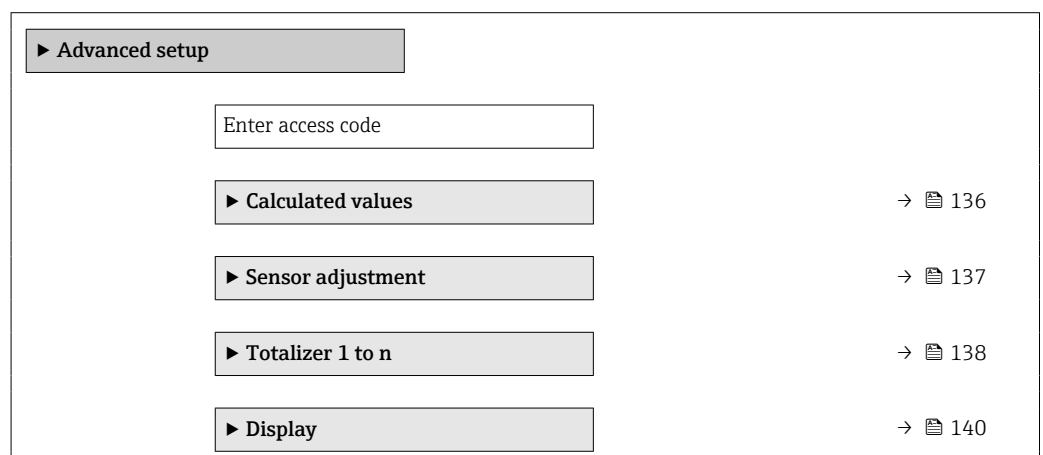 ▶ Advanced setup
Enter access code
▶ Calculated values → 136
▶ Sensor adjustment → 137
▶ Totalizer 1 to n → 138
▶ Display → 140